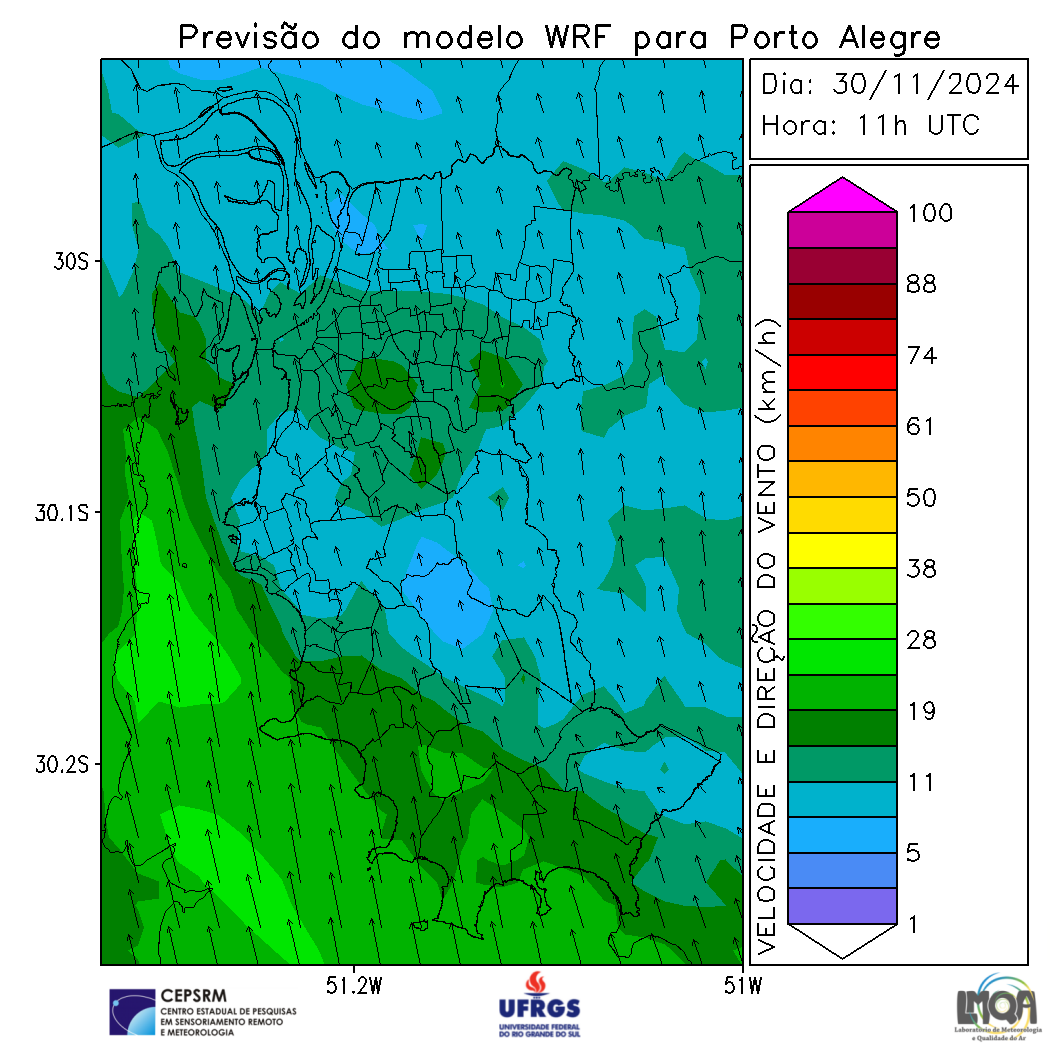 Previsão do modelo WRF para Porto Alegre
Dia: 30/11/2024
Hora: 11h UTC
30S
30.1S
30.2S
51.2W
51W
VELOCIDADE E DIREÇÃO DO VENTO (km/h)
100
88
74
61
50
38
28
19
11
5
1
CEPSRM
CENTRO ESTADUAL DE PESQUISAS
EM SENSORIAMENTO REMOTO
E METEOROLOGIA
UFRGS
UNIVERSIDADE FEDERAL
DO RIO GRANDE DO SUL
LMQA
Laboratório de Meteorologia
e Qualidade do Ar